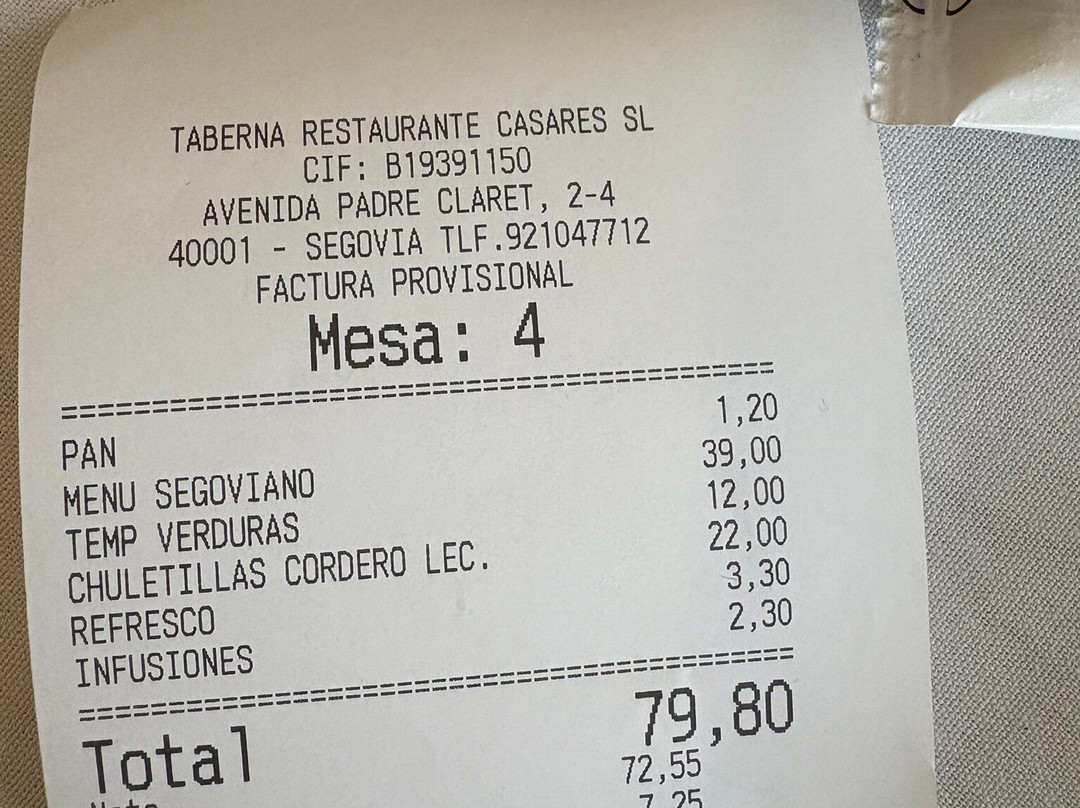 TABERNA RESTAURANTE CASARES SL
CIF: B19391150
AVENIDA PADRE CLARET, 2-4
40001 - SEGOVIA TLF.921047712
FACTURA PROVISIONAL
Mesa: 4
========================================
PAN 1,20
MENU SEGOVIANO 39,00
TEMP VERDURAS 12,00
CHULETILLAS CORDERO LEC. 22,00
REFRESCO 3,30
INFUSIONES 2,30
========================================
Total 79,80
72,55
7,25